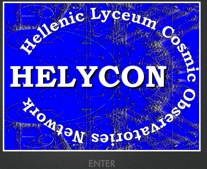 Hellenic Lyceum Cosmic Observatories Network
HELYCON
ENTER